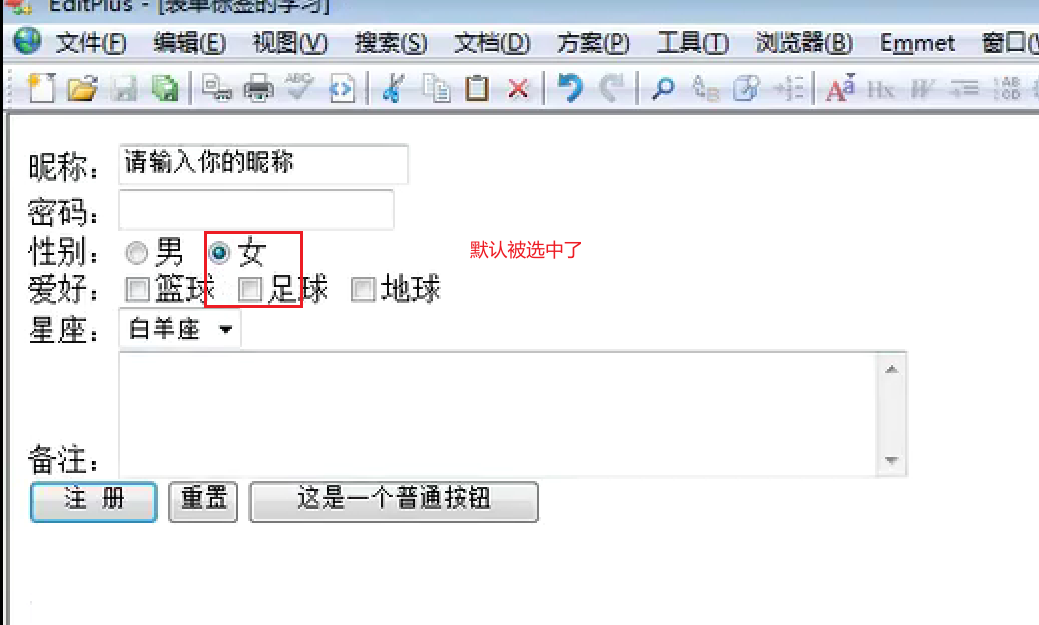 EditPlus - [表单标签的学习]
文件(F) 编辑(E) 视图(V) 搜索(S) 文档(D) 方案(P) 工具(T) 浏览器(B) Emmet 窗口(
昵称： 请输入你的昵称
密码：
性别： 男 女 默认被选中了
爱好： 篮球 足球 地球
星座： 白羊座
备注：
注 册 重置 这是一个普通按钮